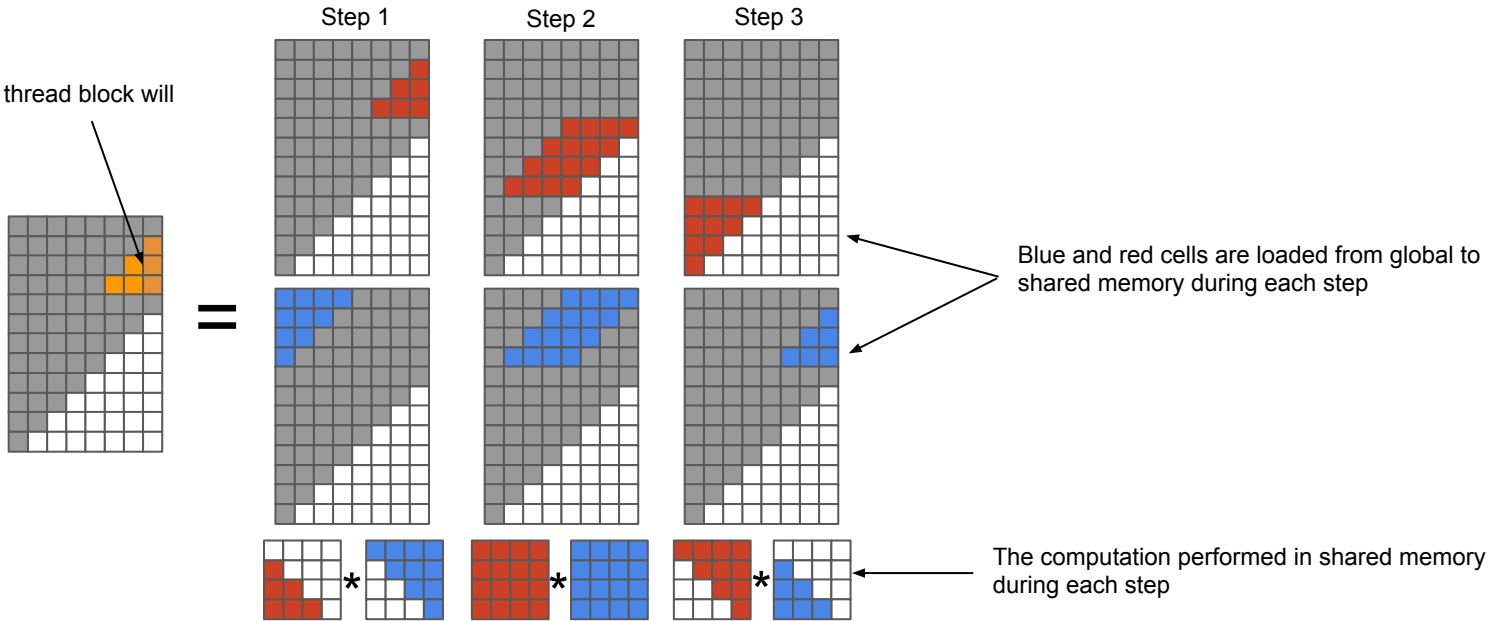 Step 1
Step 2
Step 3
thread block will
=
Blue and red cells are loaded from global to
shared memory during each step
*
*
*
The computation performed in shared memory
during each step